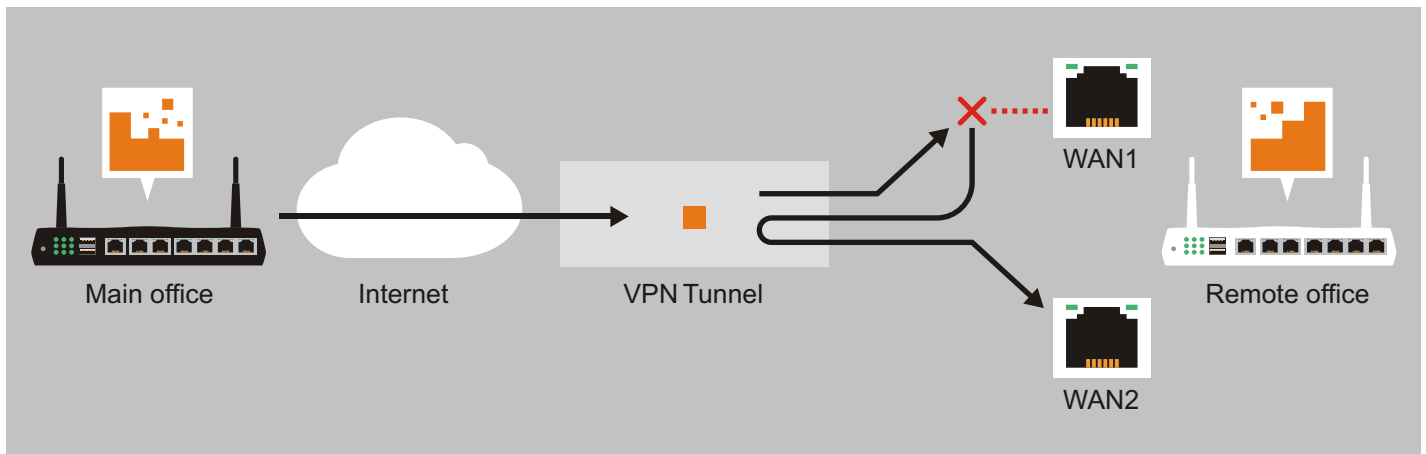 WAN1
Main office
Internet
VPN Tunnel
Remote office
WAN2